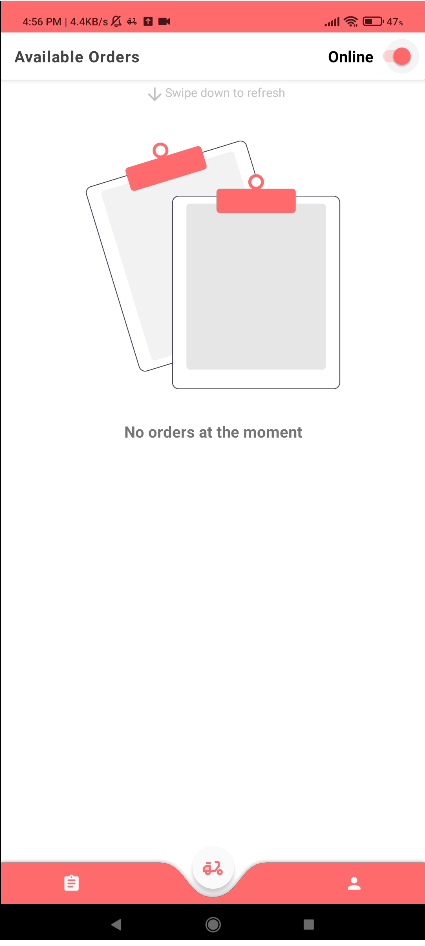 4:56 PM | 4.4KB/s 47%
Available Orders Online
Swipe down to refresh
No orders at the moment